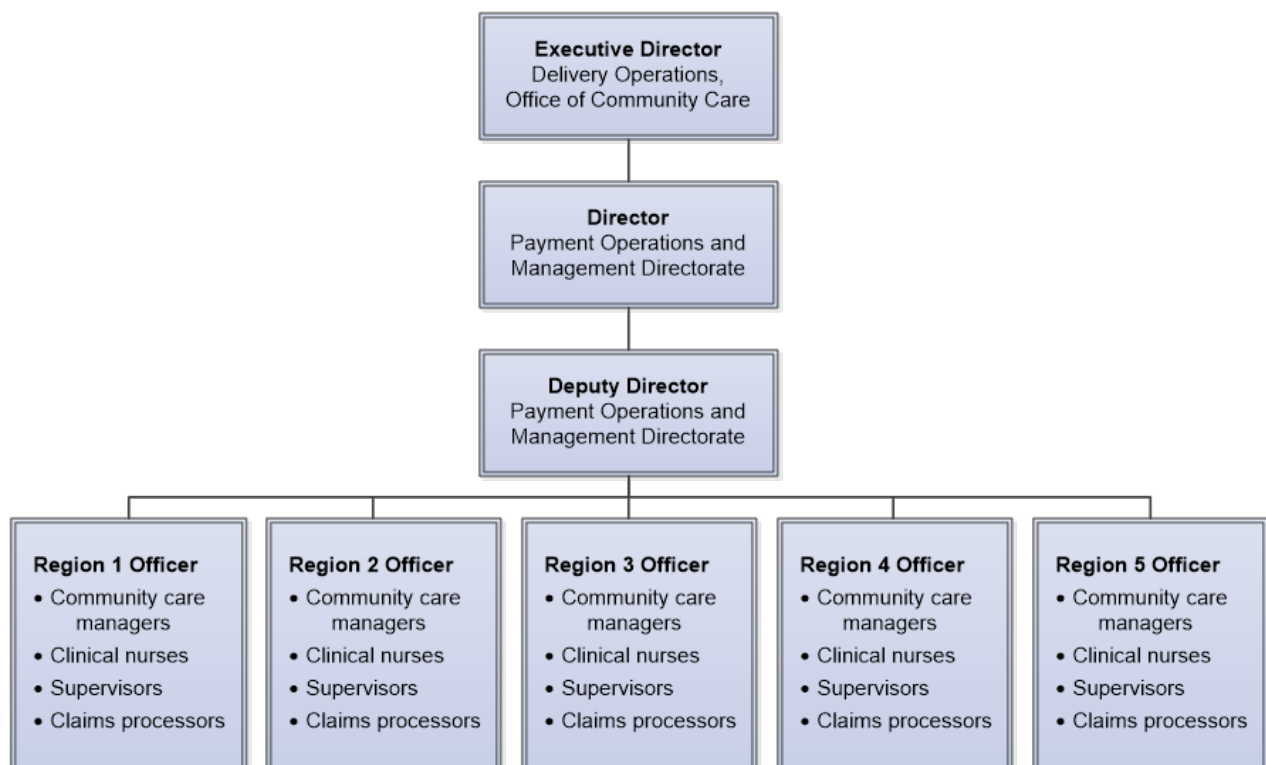 Executive Director
Delivery Operations,
Office of Community Care
Director
Payment Operations and
Management Directorate
Deputy Director
Payment Operations and
Management Directorate
Region 1 Officer
• Community care
managers
• Clinical nurses
• Supervisors
• Claims processors
Region 2 Officer
• Community care
managers
• Clinical nurses
• Supervisors
• Claims processors
Region 3 Officer
• Community care
managers
• Clinical nurses
• Supervisors
• Claims processors
Region 4 Officer
• Community care
managers
• Clinical nurses
• Supervisors
• Claims processors
Region 5 Officer
• Community care
managers
• Clinical nurses
• Supervisors
• Claims processors